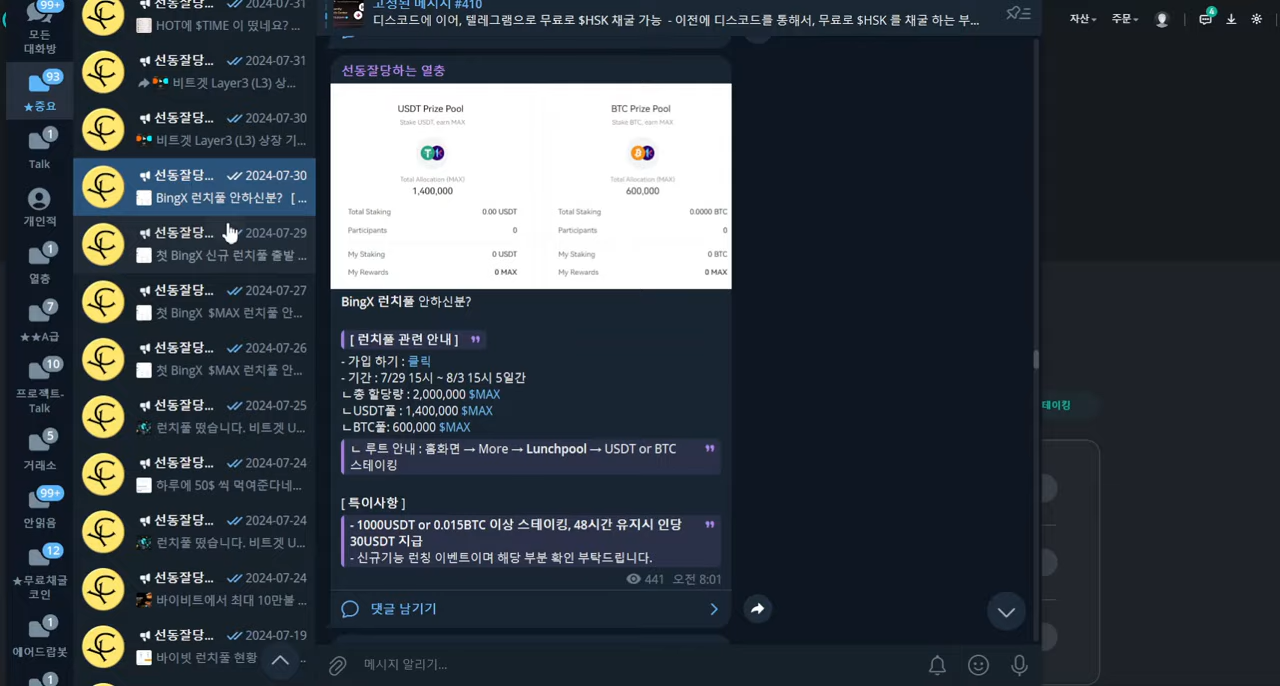 99+
모든
대화방
93
★중요
1
Talk
개인적
1
열충
7
★★A급
10
프로젝트-
Talk
5
거래소
99+
안읽음
12
★무료채굴
코인
1
에어드랍봇
1
HOT에 $TIME 이 떴네요? ...
선동잘당... 2024-07-31
비트겟 Layer3 (L3) 상...
선동잘당... 2024-07-30
비트겟 Layer3 (L3) 상장 기...
선동잘당... 2024-07-30
BingX 런치풀 안하신분? [ ...
선동잘당... 2024-07-29
첫 BingX 신규 런치풀 출발 ...
선동잘당... 2024-07-27
첫 BingX $MAX 런치풀 안...
선동잘당... 2024-07-26
첫 BingX $MAX 런치풀 안...
선동잘당... 2024-07-25
런치풀 떴습니다. 비트겟 U...
선동잘당... 2024-07-24
하루에 50$ 씩 먹여준다네...
선동잘당... 2024-07-24
런치풀 떴습니다. 비트겟 U...
선동잘당... 2024-07-24
바이비트에서 최대 10만불 ...
선동잘당... 2024-07-19
바이빗 런치풀 현황 ...
고정된 메시지 #410
디스코드에 이어, 텔레그램으로 무료로 $HSK 채굴 가능 - 이전에 디스코드를 통해서, 무료로 $HSK 를 채굴 하는 부...
선동잘당하는 열충
USDT Prize Pool
Stake USDT, earn MAX
Total Allocation (MAX)
1,400,000
Total Staking 0.00 USDT
Participants 0
My Staking 0 USDT
My Rewards 0 MAX
BTC Prize Pool
Stake BTC, earn MAX
Total Allocation (MAX)
600,000
Total Staking 0.0000 BTC
Participants 0
My Staking 0 BTC
My Rewards 0 MAX
BingX 런치풀 안하신분?
[ 런치풀 관련 안내 ]
- 가입 하기 : 클릭
- 기간 : 7/29 15시 ~ 8/3 15시 5일간
ㄴ총 할당량 : 2,000,000 $MAX
ㄴUSDT풀 : 1,400,000 $MAX
ㄴBTC풀: 600,000 $MAX
ㄴ 루트 안내 : 홈화면 → More → Lunchpool → USDT or BTC
스테이킹
[ 특이사항 ]
- 1000USDT or 0.015BTC 이상 스테이킹, 48시간 유지시 인당
30USDT 지급
- 신규기능 런칭 이벤트이며 해당 부분 확인 부탁드립니다.
441 오전 8:01
댓글 남기기
메시지 알리기...
자산 주문
4
테이킹